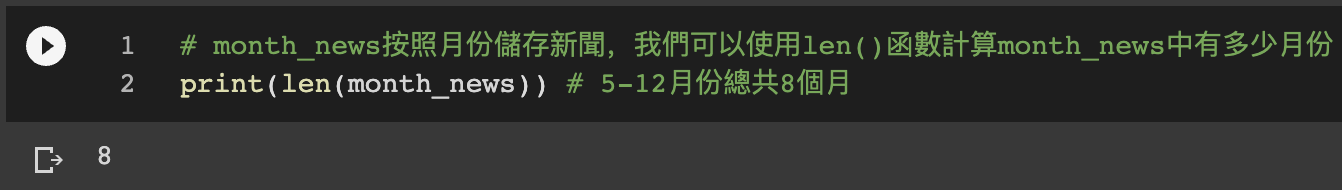 1 # month_news按照月份儲存新聞，我們可以使用len()函數計算month_news中有多少月份
2 print(len(month_news)) # 5-12月份總共8個月
8